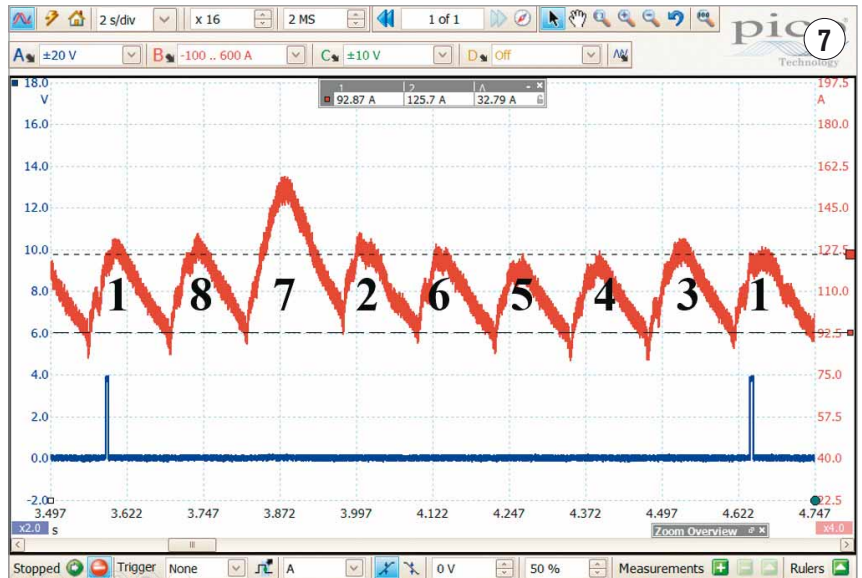 2 s/div x 16 2 MS 1 of 1
pico
Technology
7
A ±20 V B -100 .. 600 A C ±10 V D Off
18.0 197.5
V A
1 2 Δ
92.87 A 125.7 A 32.79 A
16.0 180.0
14.0 162.5
12.0 145.0
10.0 127.5
8.0 110.0
1 8 7 2 6 5 4 3 1
6.0 92.5
4.0 75.0
2.0 57.5
0.0 40.0
-2.0 22.5
3.497 3.622 3.747 3.872 3.997 4.122 4.247 4.372 4.497 4.622 4.747
x2.0 s Zoom Overview x4.0
Stopped Trigger None A 0 V 50 % Measurements Rulers